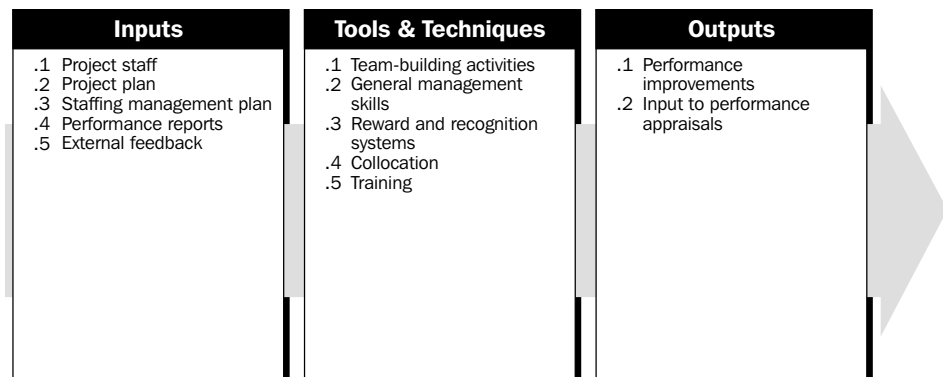 Inputs
.1 Project staff
.2 Project plan
.3 Staffing management plan
.4 Performance reports
.5 External feedback
Tools & Techniques
.1 Team-building activities
.2 General management
skills
.3 Reward and recognition
systems
.4 Collocation
.5 Training
Outputs
.1 Performance
improvements
.2 Input to performance
appraisals